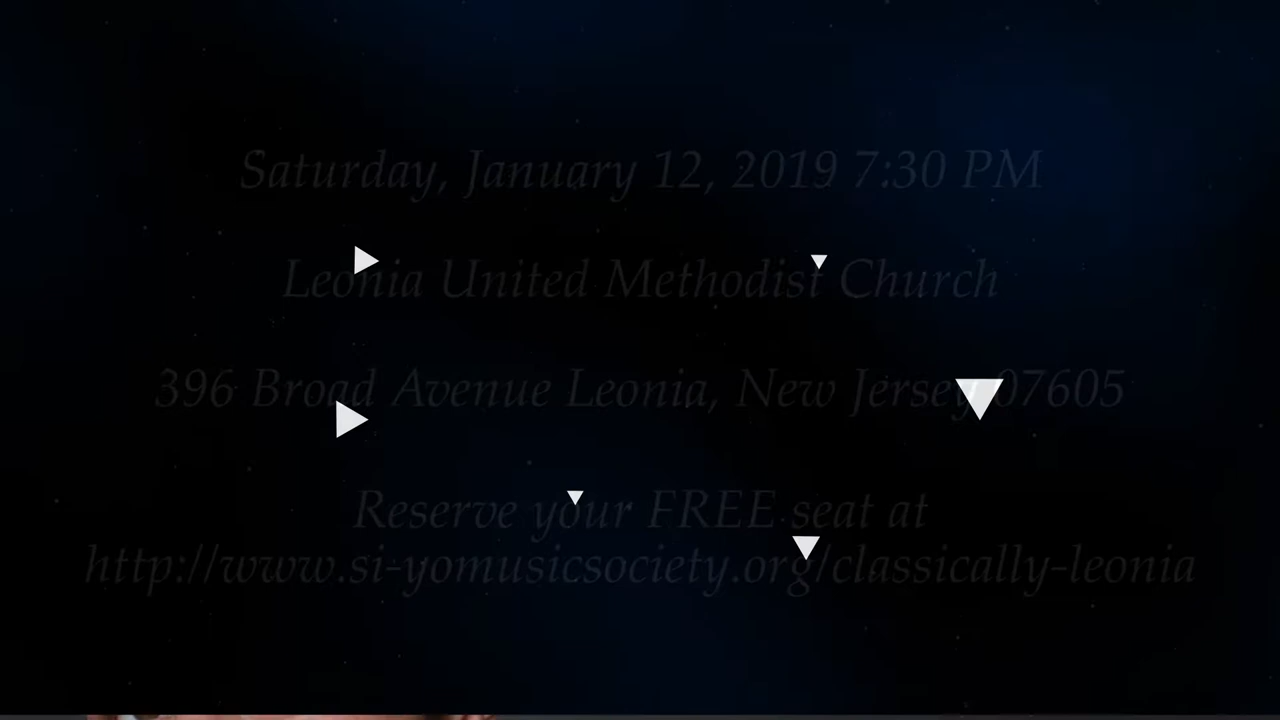 Saturday, January 12, 2019 7:30 PM
Leonia United Methodist Church
396 Broad Avenue Leonia, New Jersey 07605
Reserve your FREE seat at
http://www.si-yomusicsociety.org/classically-leonia